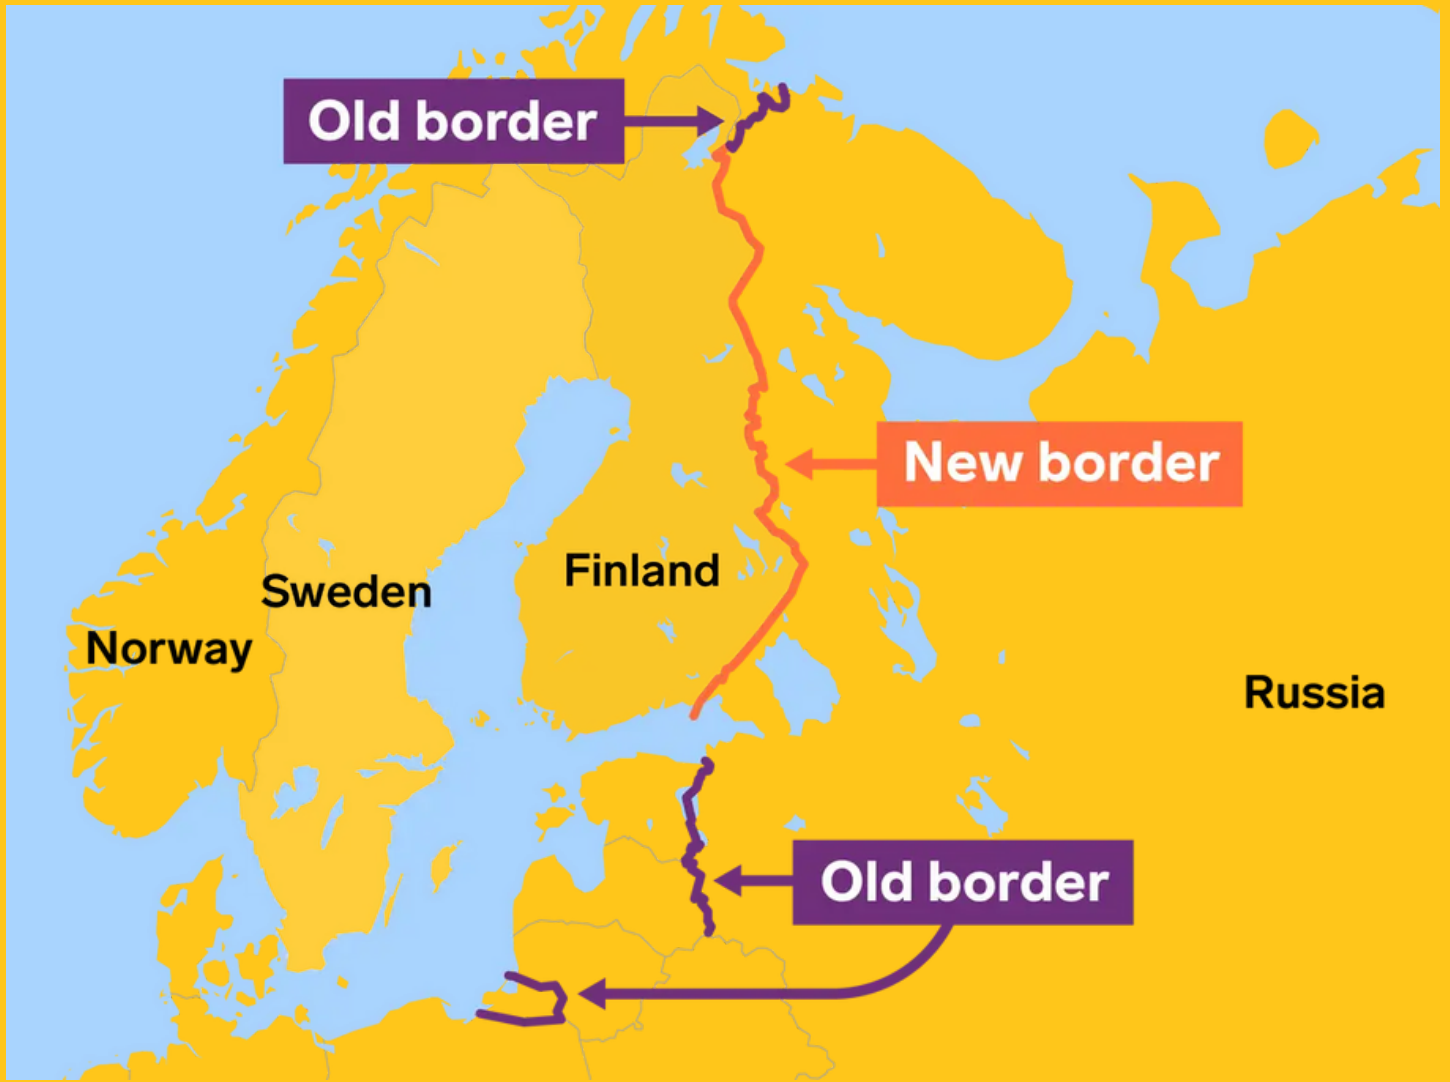 Old border
New border
Finland
Sweden
Norway
Russia
Old border